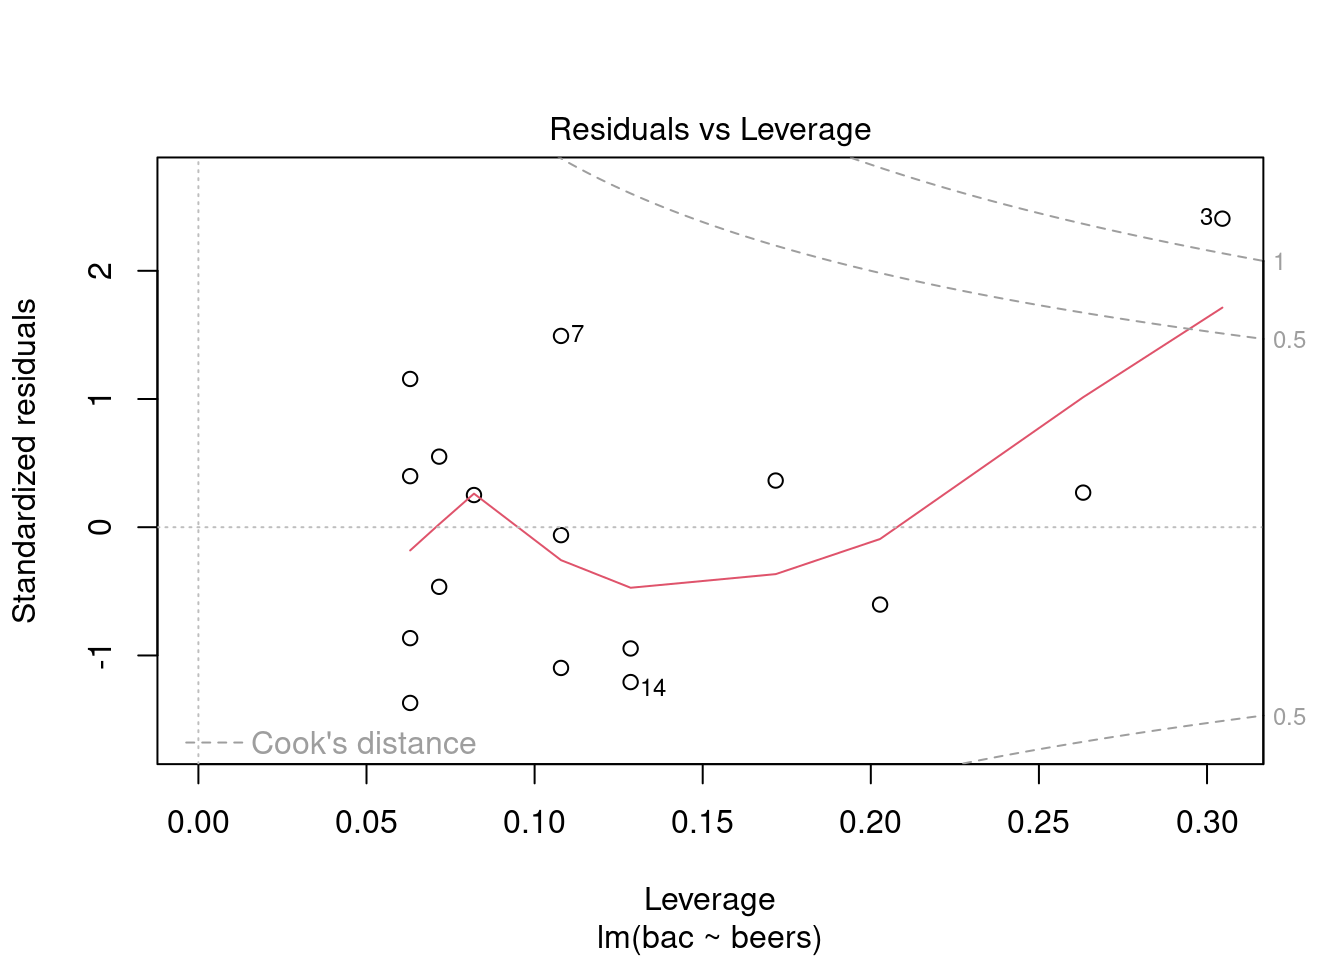 Residuals vs Leverage
Standardized residuals
2
1
0
-1
3
7
14
1
0.5
0.5
Cook's distance
0.00 0.05 0.10 0.15 0.20 0.25 0.30
Leverage
lm(bac ~ beers)